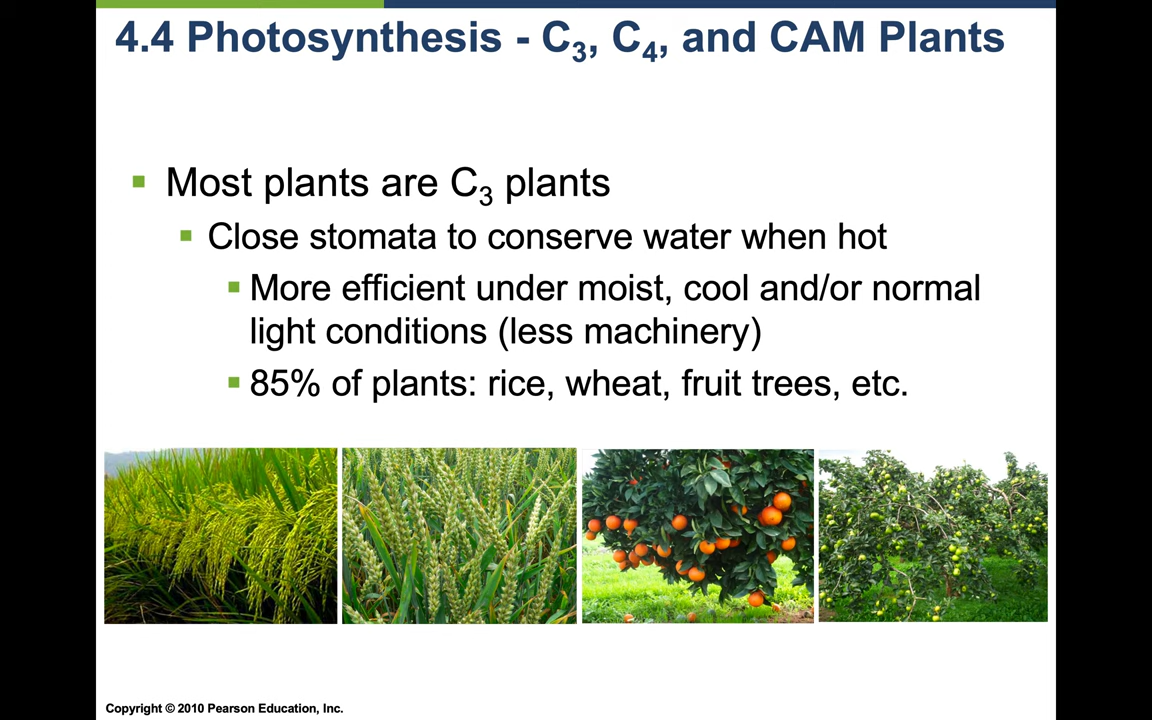 4.4 Photosynthesis - C₃, C₄, and CAM Plants
Most plants are C₃ plants
Close stomata to conserve water when hot
More efficient under moist, cool and/or normal
light conditions (less machinery)
85% of plants: rice, wheat, fruit trees, etc.
Copyright © 2010 Pearson Education, Inc.